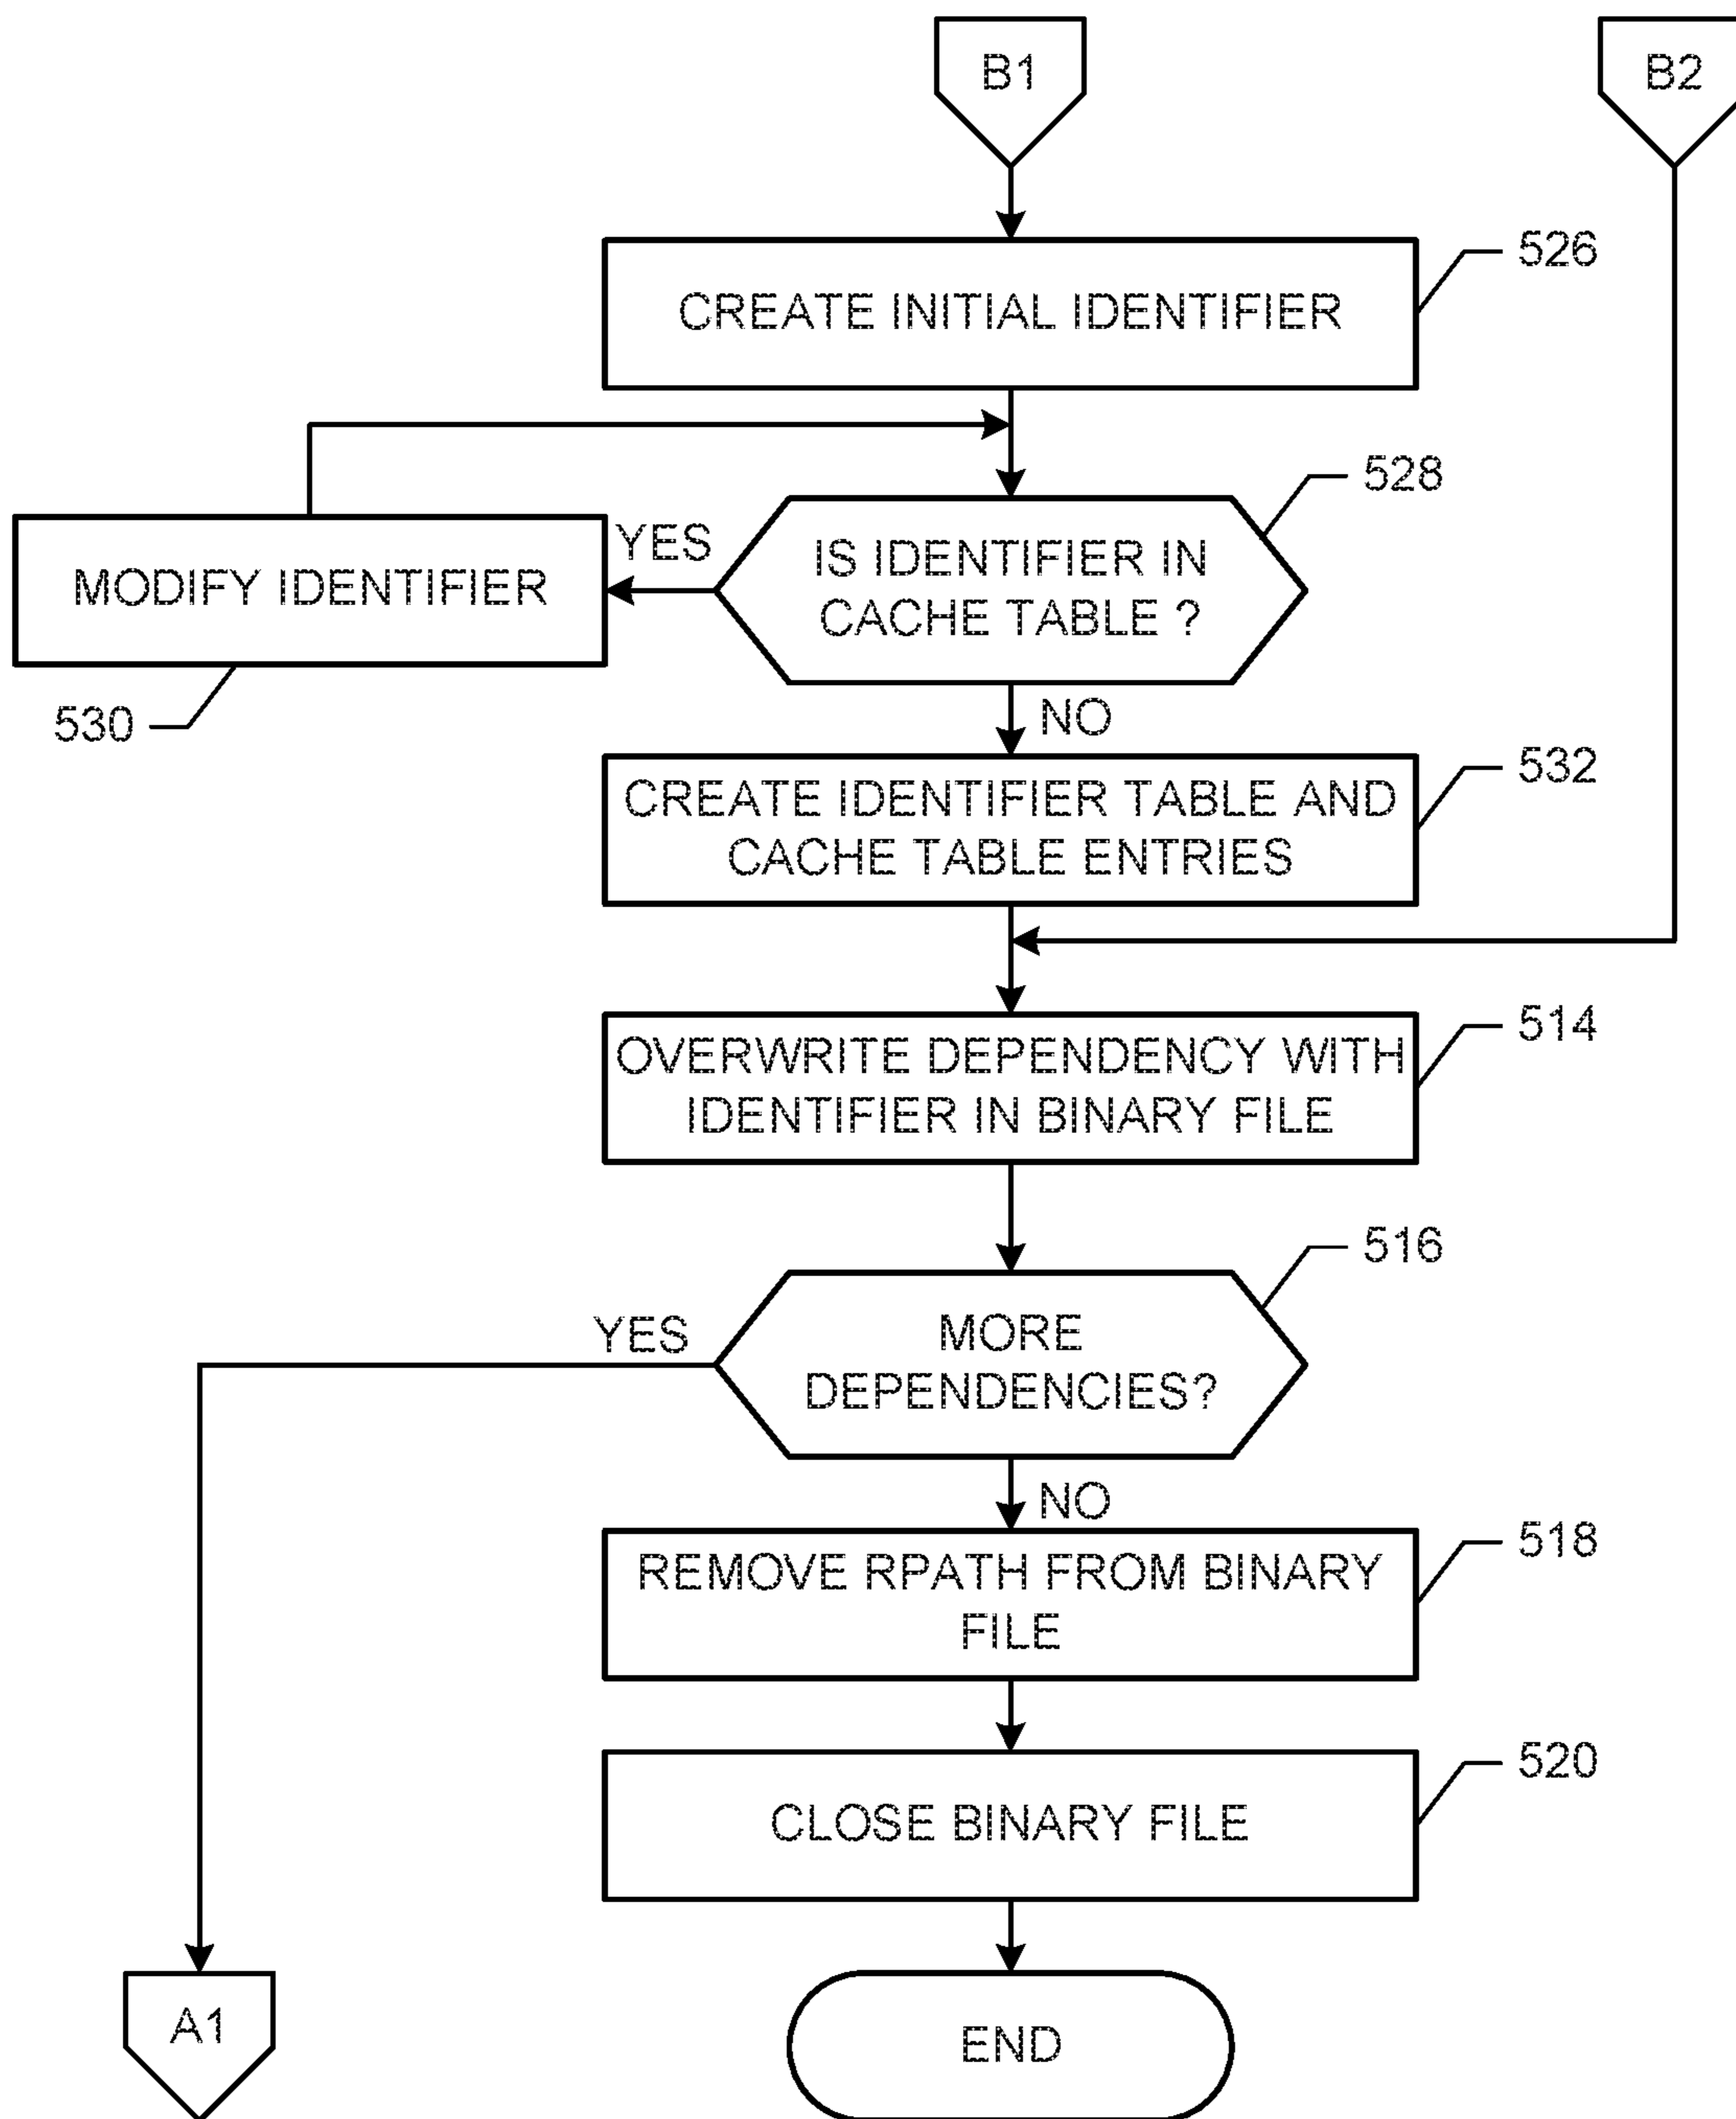 B1
B2
526
CREATE INITIAL IDENTIFIER
528
YES
IS IDENTIFIER IN
CACHE TABLE ?
MODIFY IDENTIFIER
530
NO
532
CREATE IDENTIFIER TABLE AND
CACHE TABLE ENTRIES
514
OVERWRITE DEPENDENCY WITH
IDENTIFIER IN BINARY FILE
516
YES
MORE
DEPENDENCIES?
NO
518
REMOVE RPATH FROM BINARY
FILE
520
CLOSE BINARY FILE
A1
END